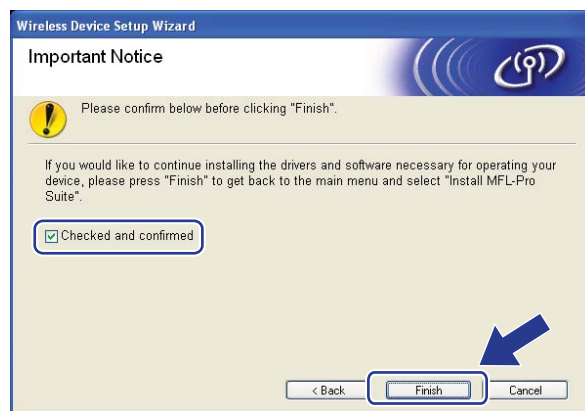 Wireless Device Setup Wizard
Important Notice
Please confirm below before clicking "Finish".
If you would like to continue installing the drivers and software necessary for operating your
device, please press "Finish" to get back to the main menu and select "Install MFL-Pro
Suite".
Checked and confirmed
< Back Finish Cancel